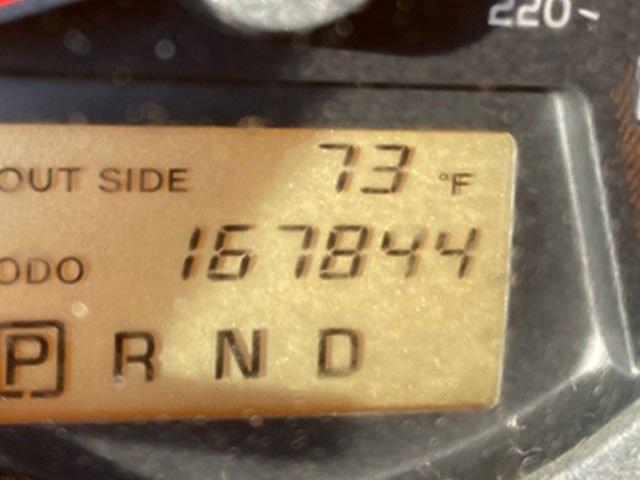 220
OUT SIDE 73 °F
ODO 167844
P R N D